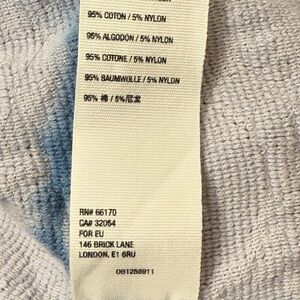 95% COTON / 5% NYLON
95% ALGODON / 5% NYLON
95% COTONE / 5% NYLON
95% BAUMWOLLE / 5% NYLON
95% 棉 / 5%尼龙
RN# 66170
CA# 32054
FOR EU
146 BRICK LANE
LONDON, E1 6RU